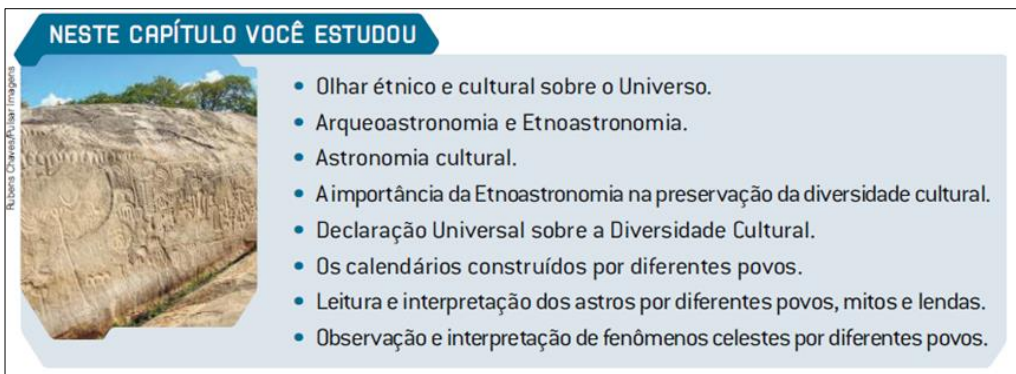 NESTE CAPÍTULO VOCÊ ESTUDOU
Rubens Chaves/Pulsar Imagens
• Olhar étnico e cultural sobre o Universo.
• Arqueoastronomia e Etnoastronomia.
• Astronomia cultural.
• A importância da Etnoastronomia na preservação da diversidade cultural.
• Declaração Universal sobre a Diversidade Cultural.
• Os calendários construídos por diferentes povos.
• Leitura e interpretação dos astros por diferentes povos, mitos e lendas.
• Observação e interpretação de fenômenos celestes por diferentes povos.